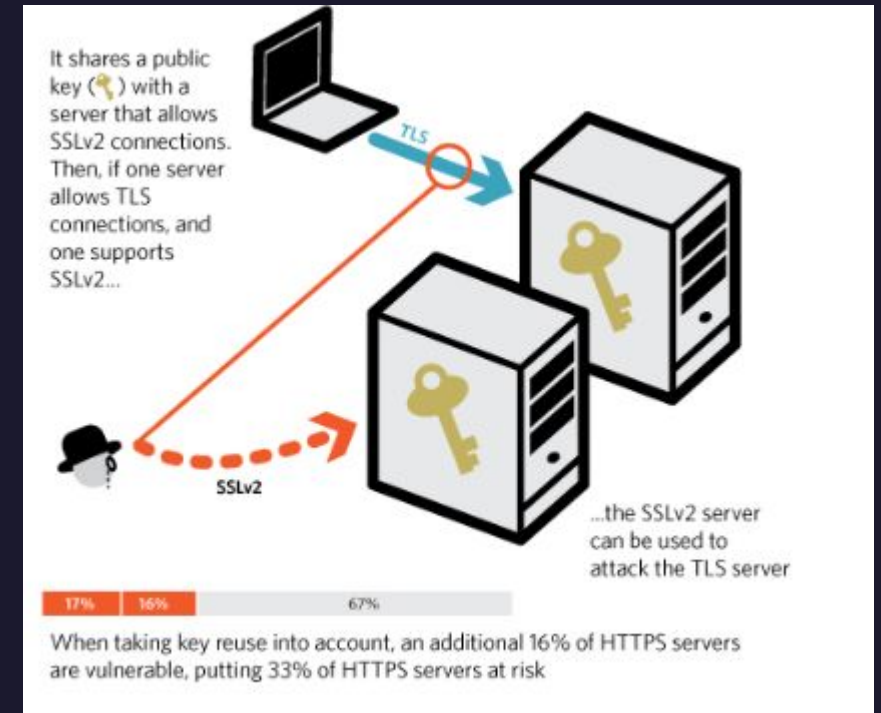 It shares a public
key ( ) with a
server that allows
SSLv2 connections.
Then, if one server
allows TLS
connections, and
one supports
SSLv2...
TLS
SSLv2
...the SSLv2 server
can be used to
attack the TLS server
17% 16% 67%
When taking key reuse into account, an additional 16% of HTTPS servers
are vulnerable, putting 33% of HTTPS servers at risk